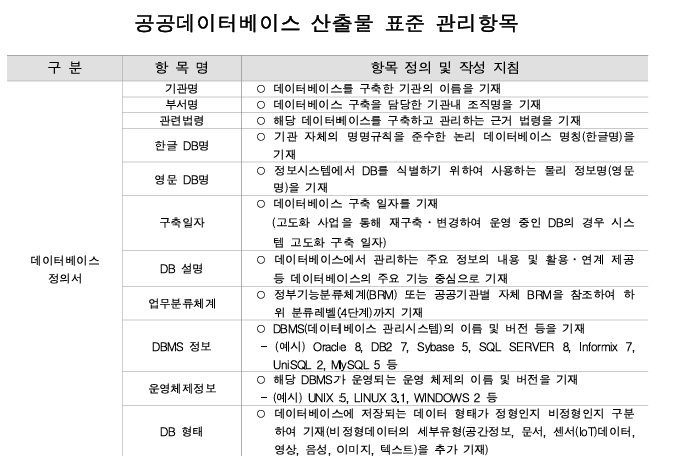 공공데이터베이스 산출물 표준 관리항목
구 분 항 목 명 항목 정의 및 작성 지침
기관명 ○ 데이터베이스를 구축한 기관의 이름을 기재
부서명 ○ 데이터베이스 구축을 담당한 기관내 조직명을 기재
관련법령 ○ 해당 데이터베이스를 구축하고 관리하는 근거 법령을 기재
한글 DB명 ○ 기관 자체의 명명규칙을 준수한 논리 데이터베이스 명칭(한글명)을
기재
영문 DB명 ○ 정보시스템에서 DB를 식별하기 위하여 사용하는 물리 정보명(영문
명)을 기재
구축일자 ○ 데이터베이스 구축 일자를 기재
(고도화 사업을 통해 재구축・변경하여 운영 중인 DB의 경우 시스
템 고도화 구축 일자)
데이터베이스
정의서
DB 설명 ○ 데이터베이스에서 관리하는 주요 정보의 내용 및 활용・연계 제공
등 데이터베이스의 주요 기능 중심으로 기재
업무분류체계 ○ 정부기능분류체계(BRM) 또는 공공기관별 자체 BRM을 참조하여 하
위 분류레벨(4단계)까지 기재
DBMS 정보 ○ DBMS(데이터베이스 관리시스템)의 이름 및 버전 등을 기재
- (예시) Oracle 8, DB2 7, Sybase 5, SQL SERVER 8, Informix 7,
UniSQL 2, MySQL 5 등
운영체제정보 ○ 해당 DBMS가 운영되는 운영 체제의 이름 및 버전을 기재
- (예시) UNIX 5, LINUX 3.1, WINDOWS 2 등
DB 형태 ○ 데이터베이스에 저장되는 데이터 형태가 정형인지 비정형인지 구분
하여 기재(비정형데이터의 세부유형(공간정보, 문서, 센서(IoT)데이터,
영상, 음성, 이미지, 텍스트)을 추가 기재)